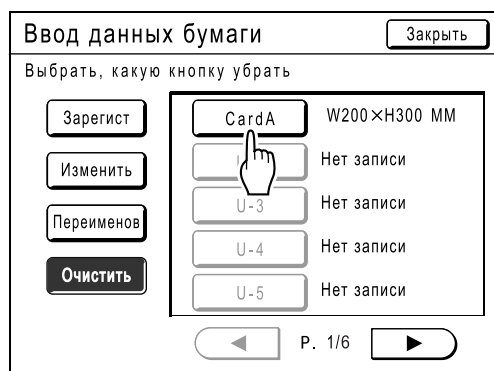 Ввод данных бумаги
Закрыть
Выбрать, какую кнопку убрать
Зарегист
CardA
W200×H300 MM
Изменить
Нет записи
Переименов
U-3
Нет записи
U-4
Нет записи
Очистить
U-5
Нет записи
P. 1/6